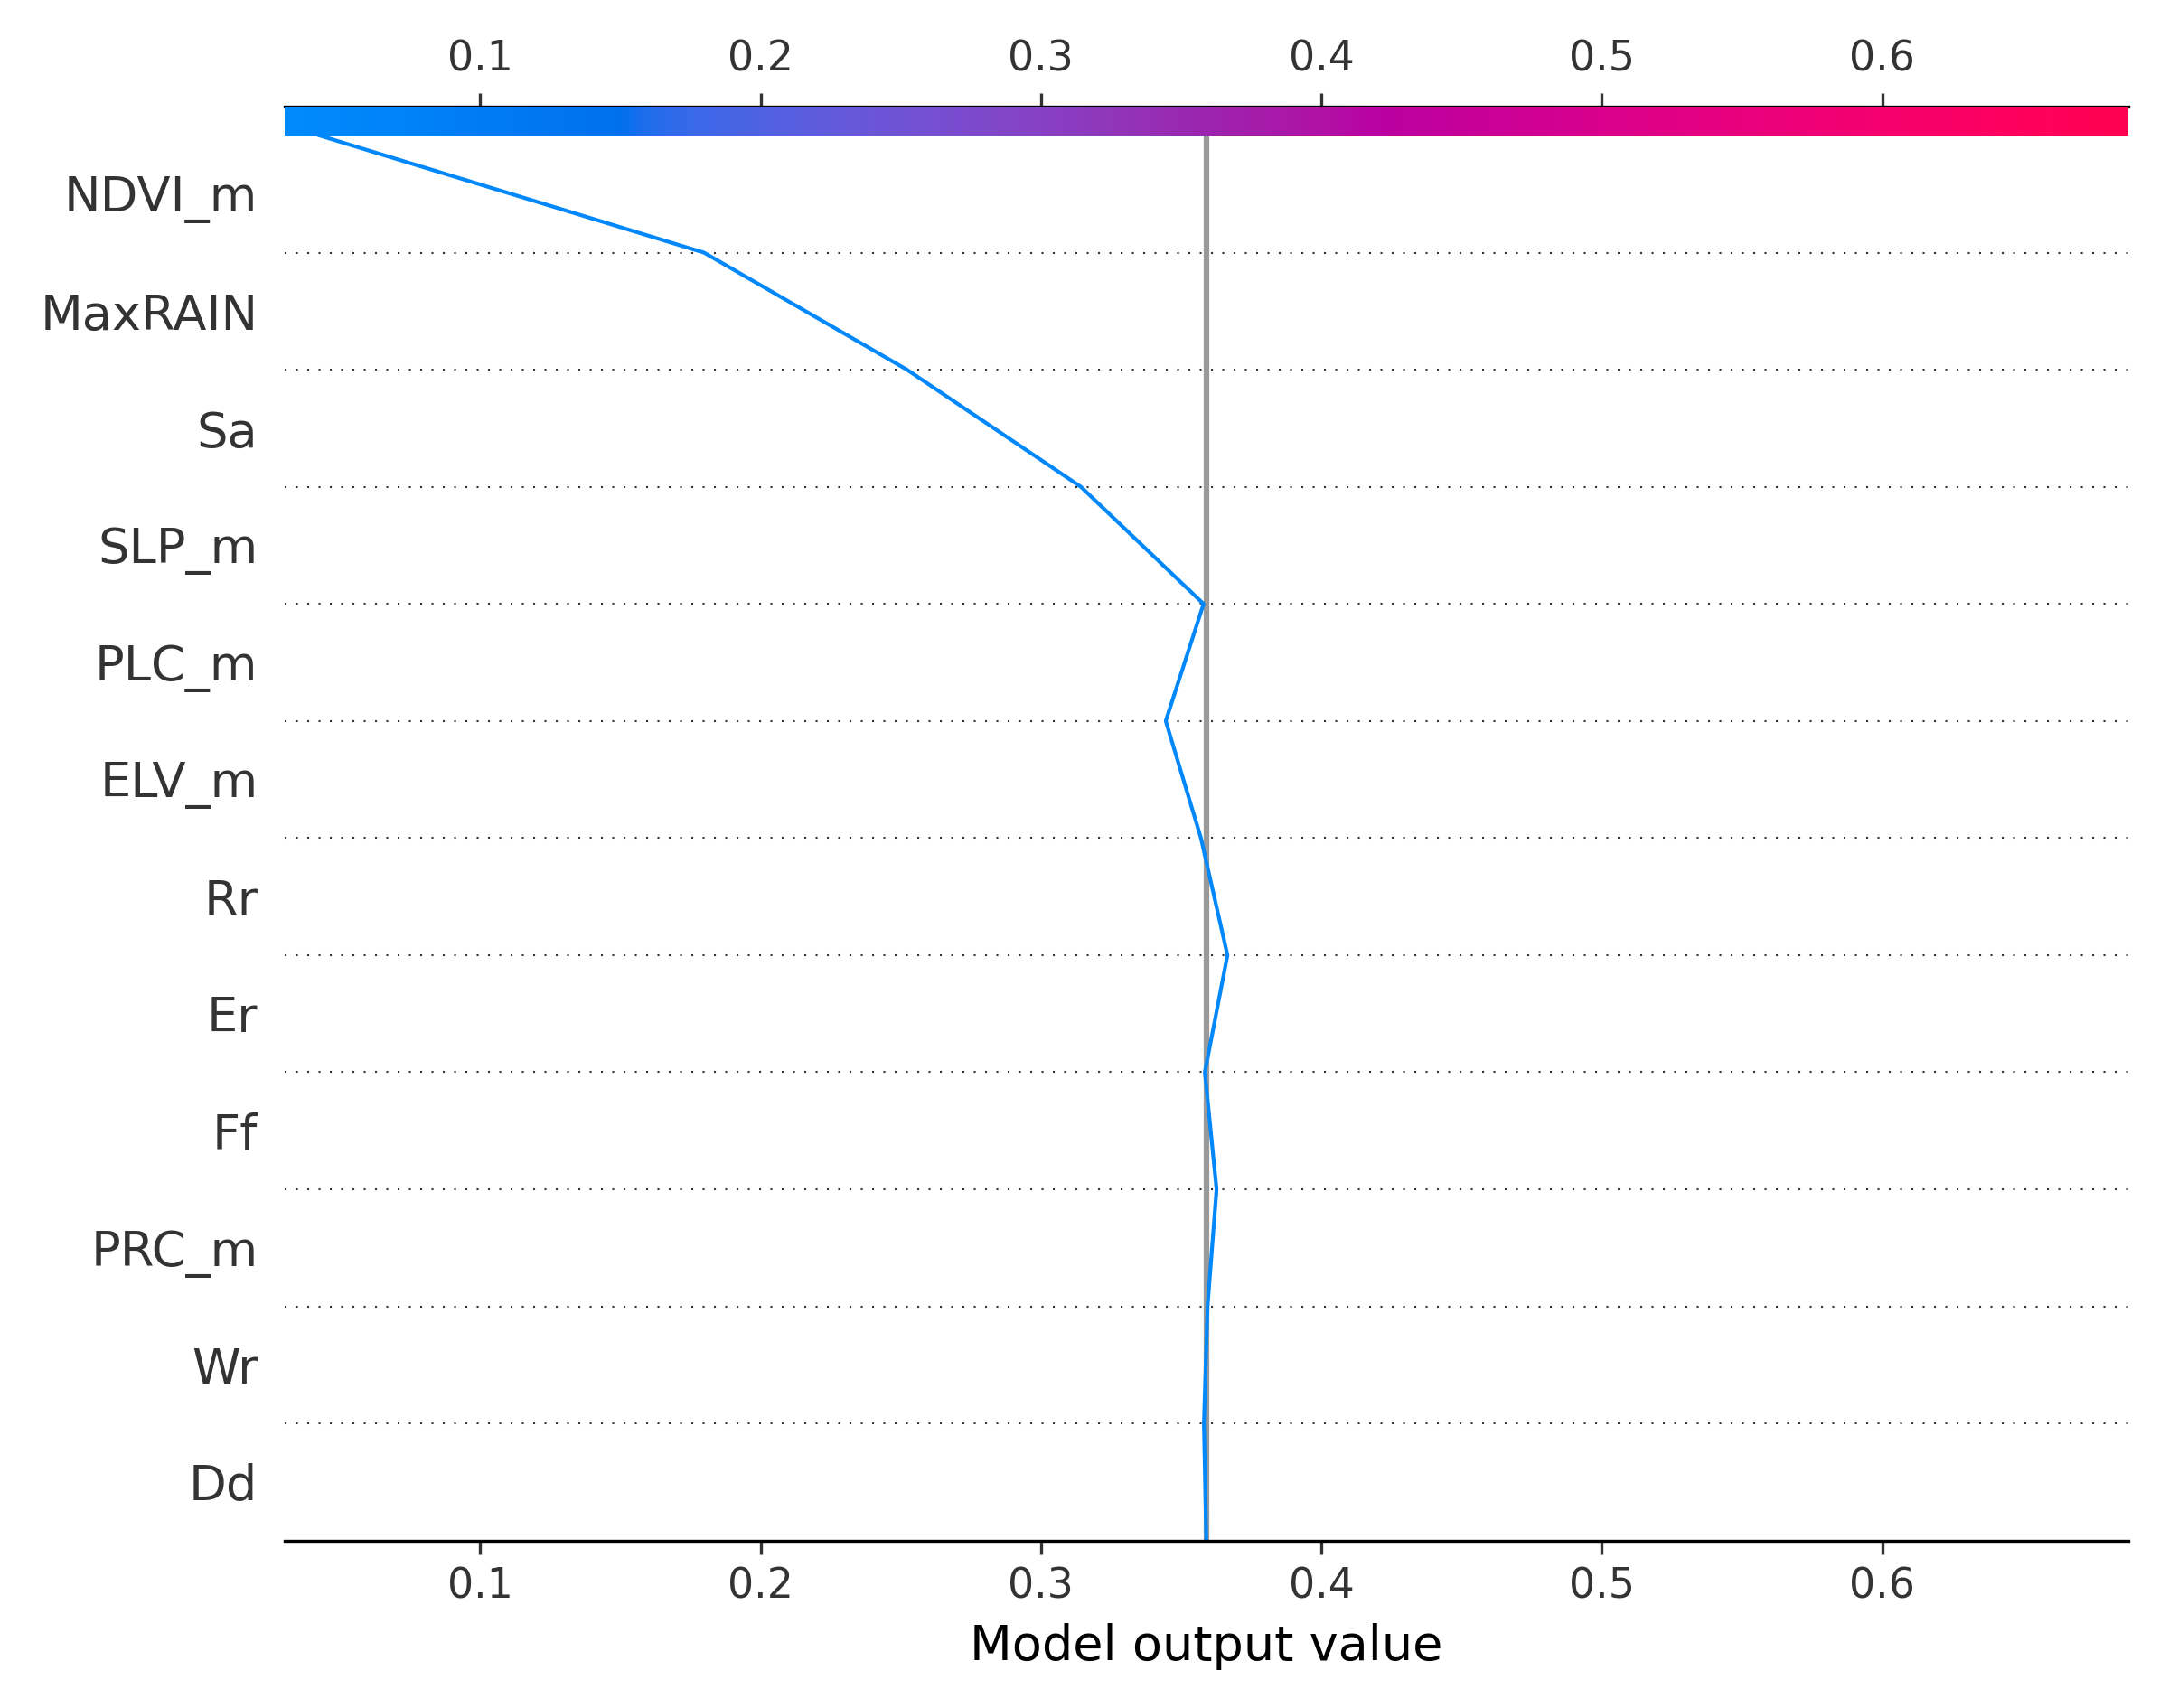 0.1 0.2 0.3 0.4 0.5 0.6
NDVI_m
MaxRAIN
Sa
SLP_m
PLC_m
ELV_m
Rr
Er
Ff
PRC_m
Wr
Dd
0.1 0.2 0.3 0.4 0.5 0.6
Model output value